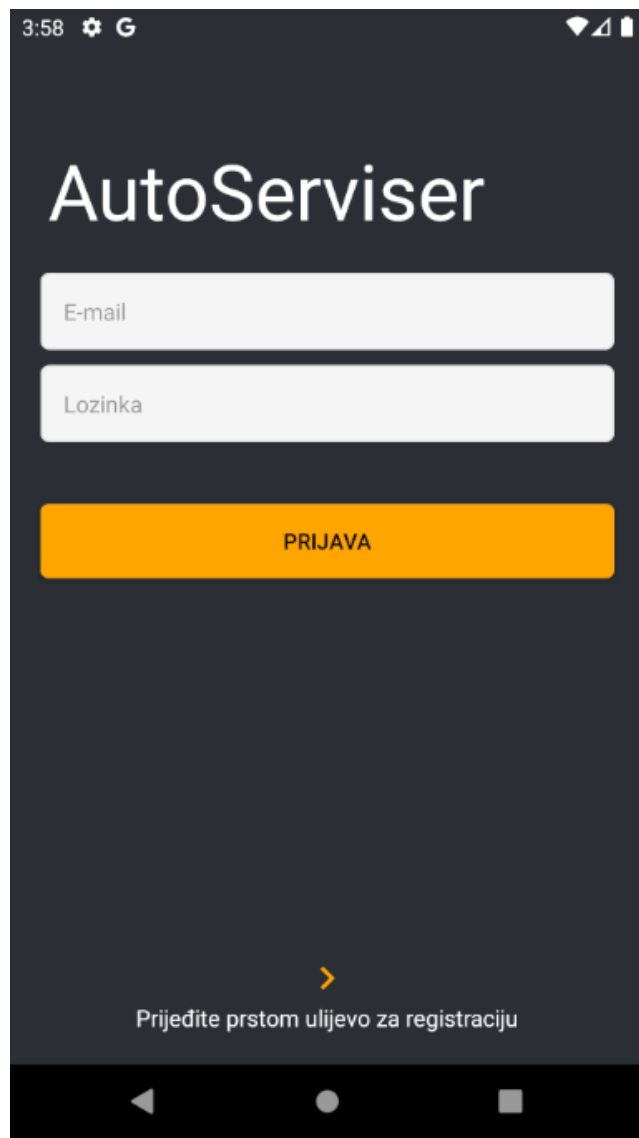 3:58 G
AutoServiser
E-mail
Lozinka
PRIJAVA
Prijeđite prstom ulijevo za registraciju